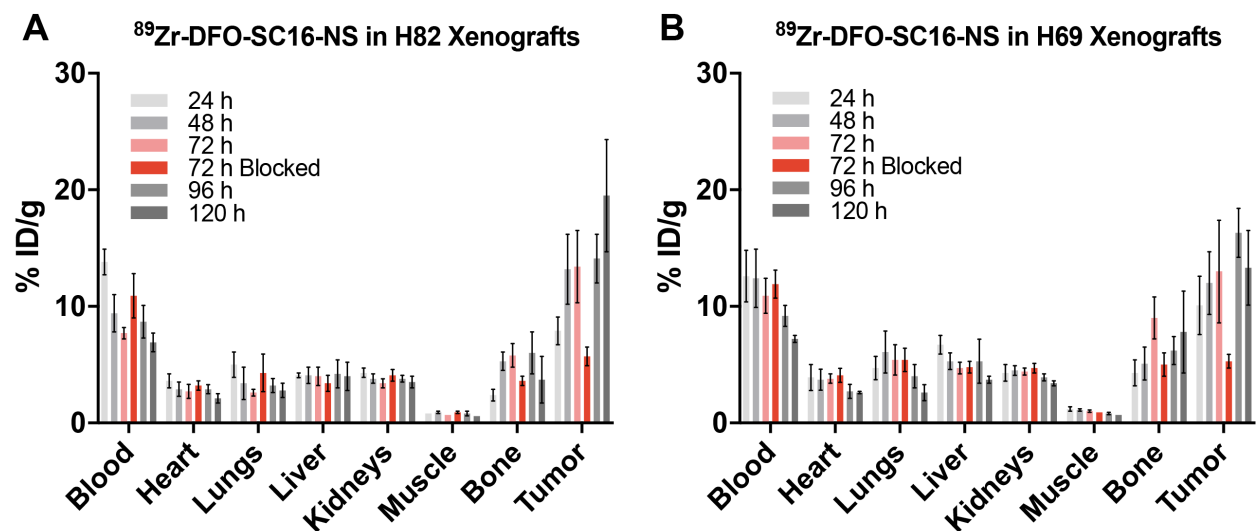 A
⁸⁹Zr-DFO-SC16-NS in H82 Xenografts
30
20
10
0
% ID/g
24 h
48 h
72 h
72 h Blocked
96 h
120 h
Blood
Heart
Lungs
Liver
Kidneys
Muscle
Bone
Tumor
B
⁸⁹Zr-DFO-SC16-NS in H69 Xenografts
30
20
10
0
% ID/g
24 h
48 h
72 h
72 h Blocked
96 h
120 h
Blood
Heart
Lungs
Liver
Kidneys
Muscle
Bone
Tumor